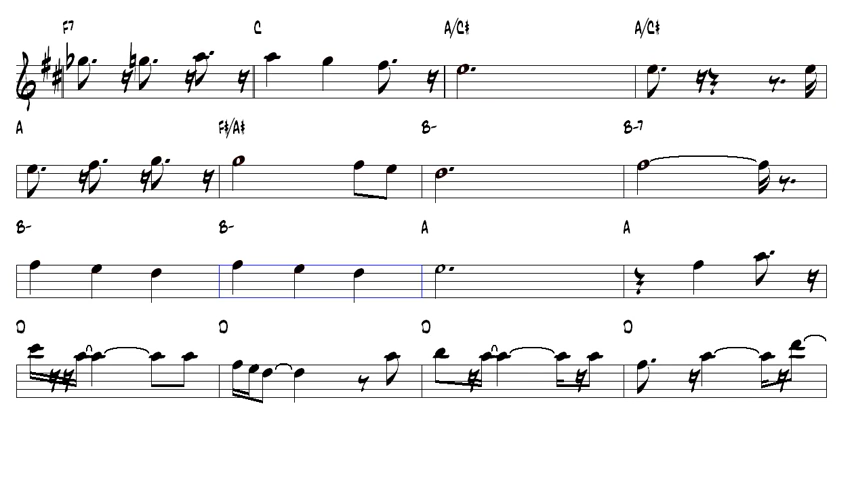 F7 C A/C# A/C#
A F#/A# B- B-7
B- B- A A
D D D D